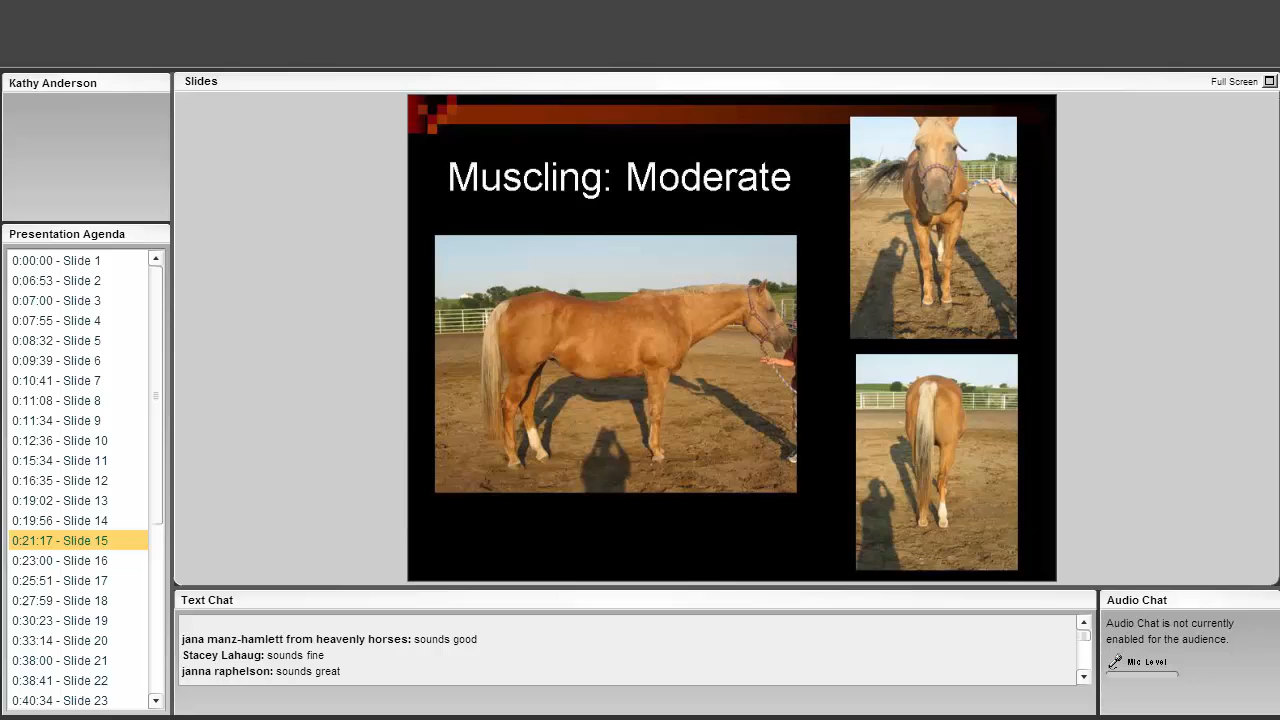 Kathy Anderson
Slides
Full Screen
Muscling: Moderate
Presentation Agenda
0:00:00 - Slide 1
0:06:53 - Slide 2
0:07:00 - Slide 3
0:07:55 - Slide 4
0:08:32 - Slide 5
0:09:39 - Slide 6
0:10:41 - Slide 7
0:11:08 - Slide 8
0:11:34 - Slide 9
0:12:36 - Slide 10
0:15:34 - Slide 11
0:16:35 - Slide 12
0:19:02 - Slide 13
0:19:56 - Slide 14
0:21:17 - Slide 15
0:23:00 - Slide 16
0:25:51 - Slide 17
0:27:59 - Slide 18
0:30:23 - Slide 19
0:33:14 - Slide 20
0:38:00 - Slide 21
0:38:41 - Slide 22
0:40:34 - Slide 23
Text Chat
jana manz-hamlett from heavenly horses: sounds good
Stacey Lahaug: sounds fine
janna raphelson: sounds great
Audio Chat
Audio Chat is not currently
enabled for the audience.
Mic Level